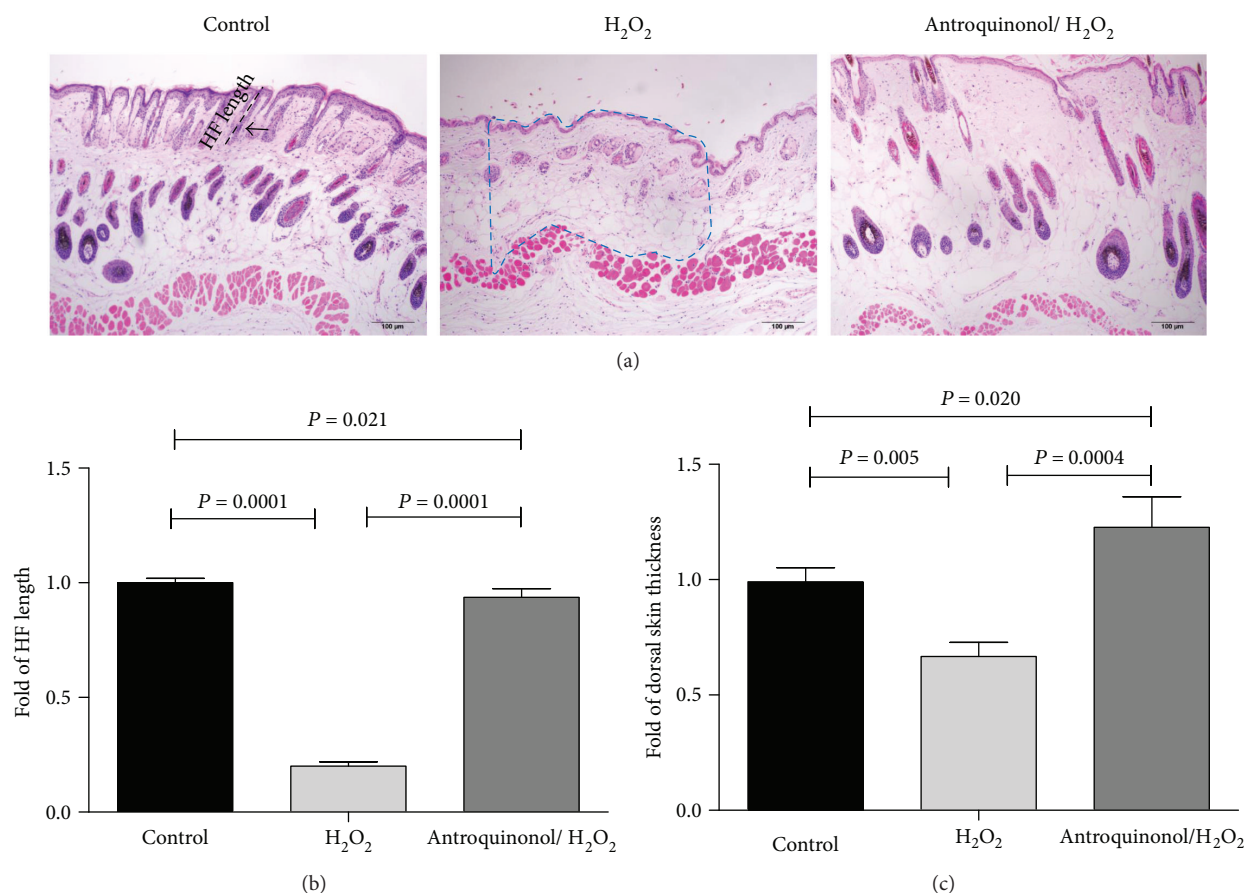 Control
H₂O₂
Antroquinonol/ H₂O₂
HF length
100 µm
100 µm
100 µm
(a)
P = 0.021
P = 0.0001
P = 0.0001
Fold of HF length
1.5
1.0
0.5
0.0
Control
H₂O₂
Antroquinonol/ H₂O₂
(b)
P = 0.020
P = 0.005
P = 0.0004
Fold of dorsal skin thickness
1.5
1.0
0.5
0.0
Control
H₂O₂
Antroquinonol/H₂O₂
(c)